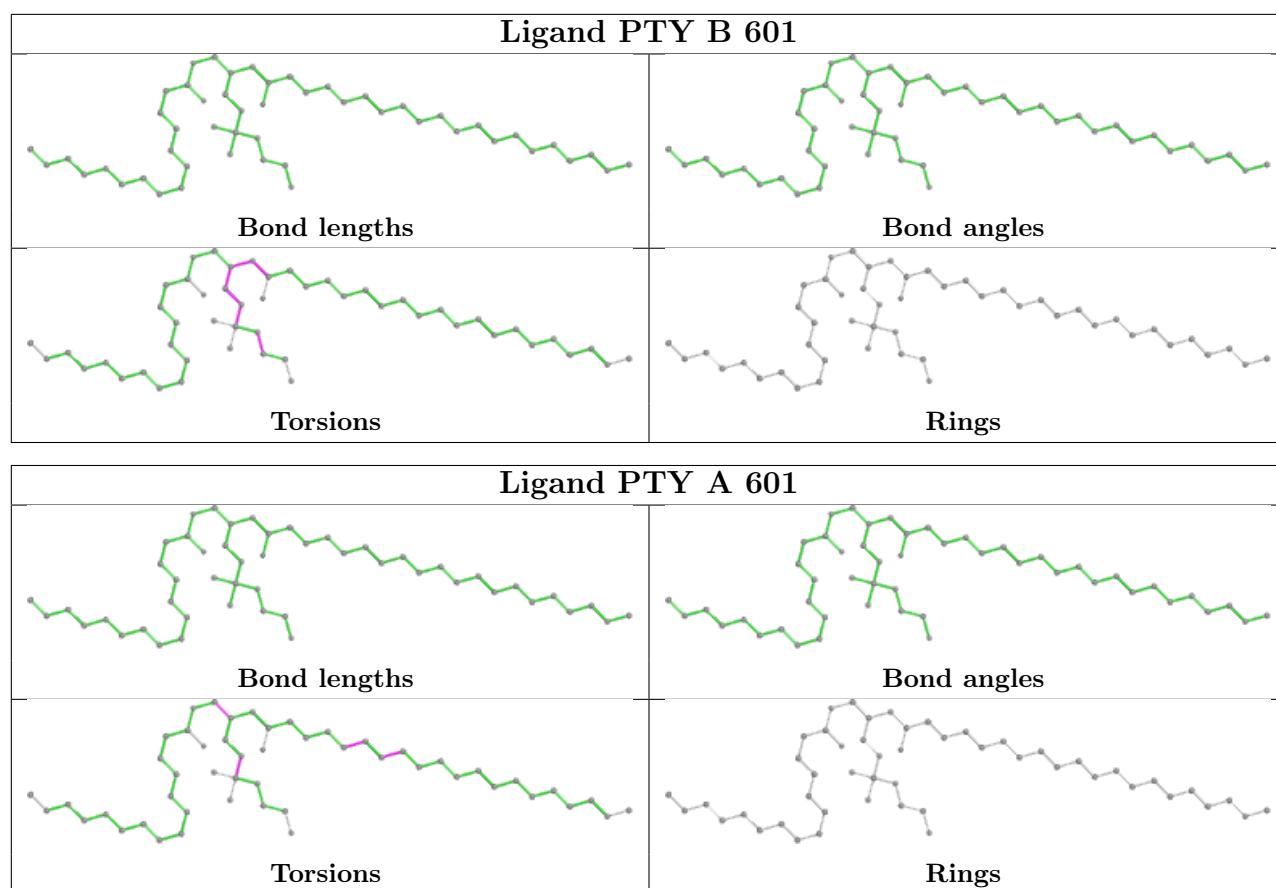 Ligand PTY B 601
Bond lengths
Bond angles
Torsions
Rings
Ligand PTY A 601
Bond lengths
Bond angles
Torsions
Rings